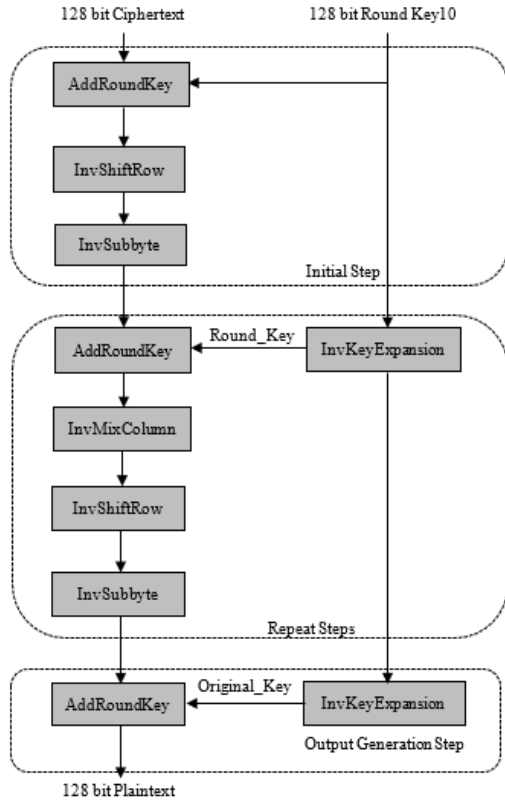 128 bit Ciphertext
128 bit Round Key10
AddRoundKey
InvShiftRow
InvSubbyte
Initial Step
AddRoundKey
Round_Key
InvKeyExpansion
InvMixColumn
InvShiftRow
InvSubbyte
Repeat Steps
AddRoundKey
Original_Key
InvKeyExpansion
Output Generation Step
128 bit Plaintext